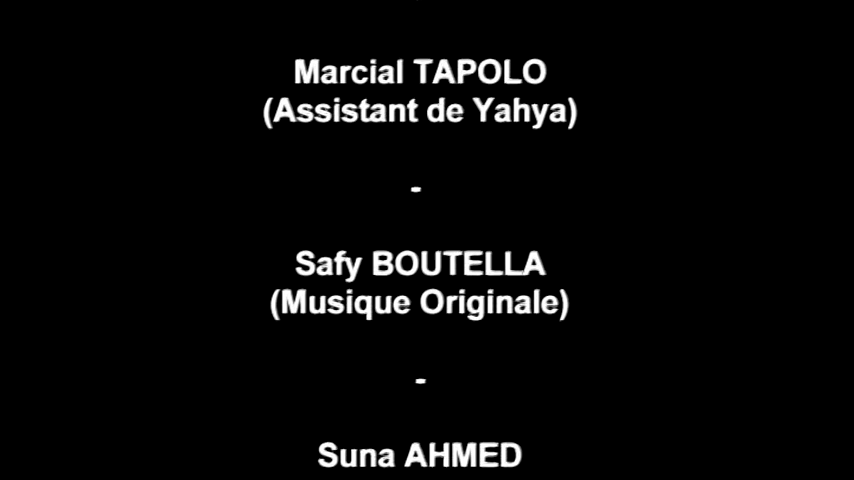 Marcial TAPOLO
(Assistant de Yahya)
-
Safy BOUTELLA
(Musique Originale)
-
Suna AHMED